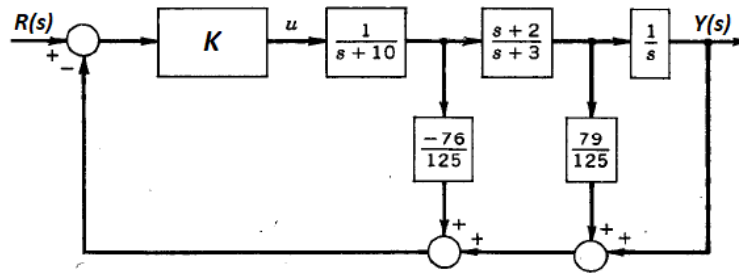 R(s) + − K u 1/(s + 10) (s + 2)/(s + 3) 1/s Y(s)
−76/125 79/125
+ + + +